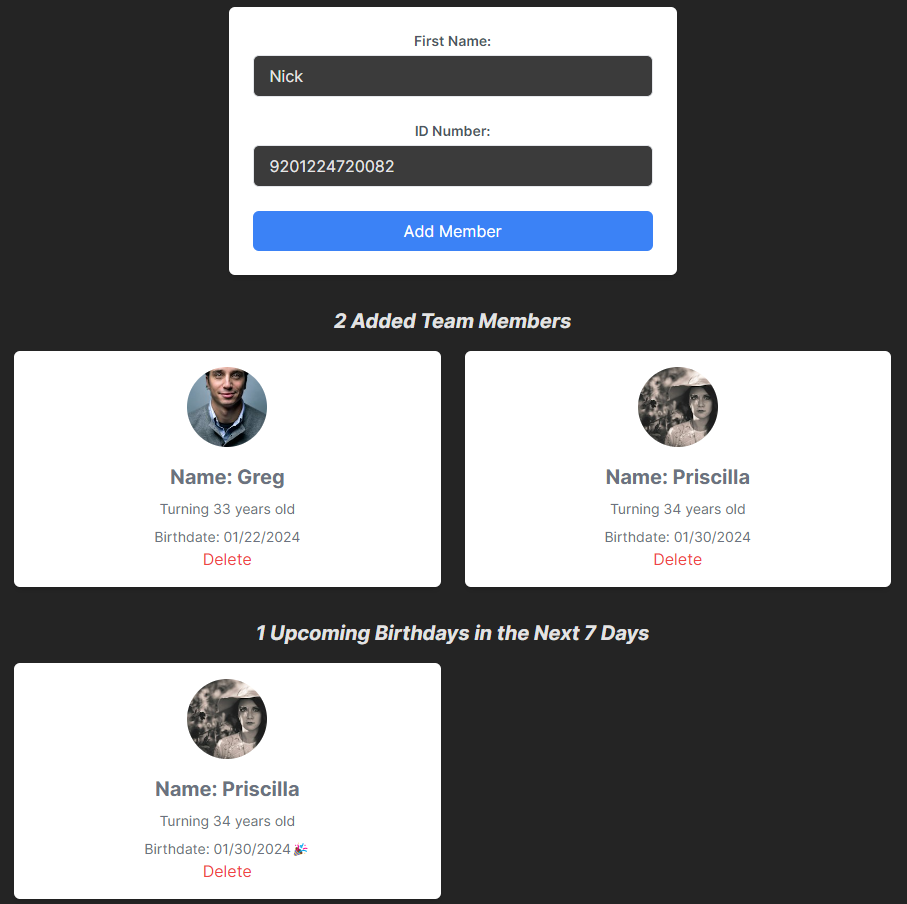 First Name:
Nick
ID Number:
9201224720082
Add Member
2 Added Team Members
Name: Greg
Turning 33 years old
Birthdate: 01/22/2024
Delete
Name: Priscilla
Turning 34 years old
Birthdate: 01/30/2024
Delete
1 Upcoming Birthdays in the Next 7 Days
Name: Priscilla
Turning 34 years old
Birthdate: 01/30/2024🎉
Delete